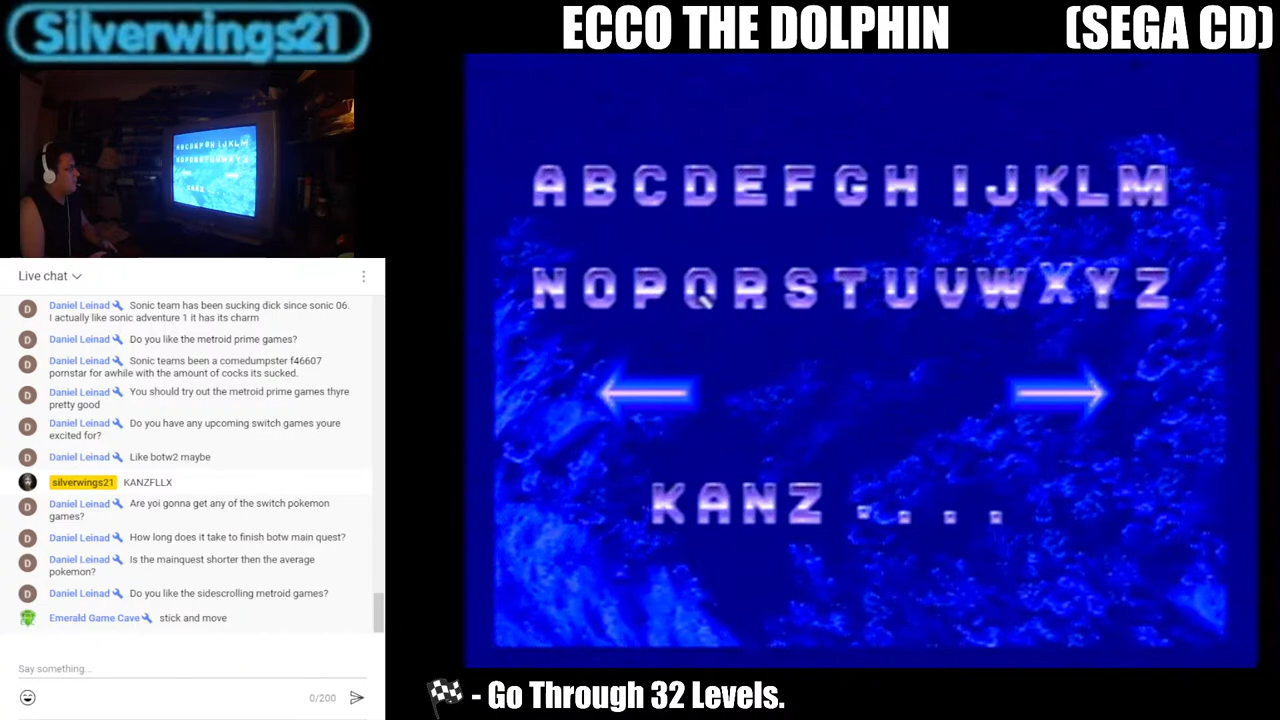 Silverwings21
ECCO THE DOLPHIN
(SEGA CD)
ABCDEFGH IJKLM
NOPQRSTUVWXYZ
KANZ
Live chat
Daniel Leinad Sonic team has been sucking dick since sonic 06.
I actually like sonic adventure 1 it has its charm
Daniel Leinad Do you like the metroid prime games?
Daniel Leinad Sonic teams been a comedumpster f46607
pornstar for awhile with the amount of cocks its sucked.
Daniel Leinad You should try out the metroid prime games thyre
pretty good
Daniel Leinad Do you have any upcoming switch games youre
excited for?
Daniel Leinad Like botw2 maybe
silverwings21 KANZFLLX
Daniel Leinad Are yoi gonna get any of the switch pokemon
games?
Daniel Leinad How long does it take to finish botw main quest?
Daniel Leinad Is the mainquest shorter then the average
pokemon?
Daniel Leinad Do you like the sidescrolling metroid games?
Emerald Game Cave stick and move
Say something...
0/200
A B C D E F G H I J K L M
N O P Q R S T U V W X Y Z
← →
KANZ . . . .
- Go Through 32 Levels.